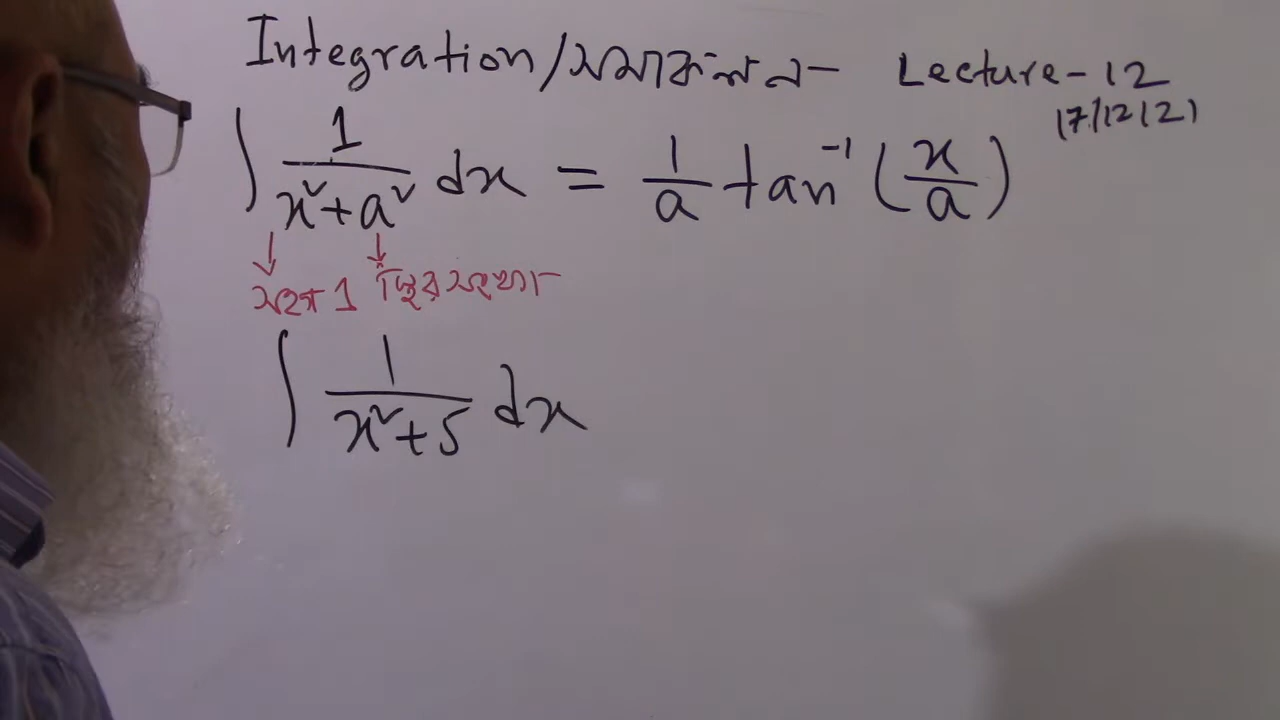 Integration/সমাকলন - Lecture-12
17/12/21
∫ 1/(x²+a²) dx = 1/a tan⁻¹(x/a)
সহগ 1 স্থির সংখ্যা
∫ 1/(x²+5) dx